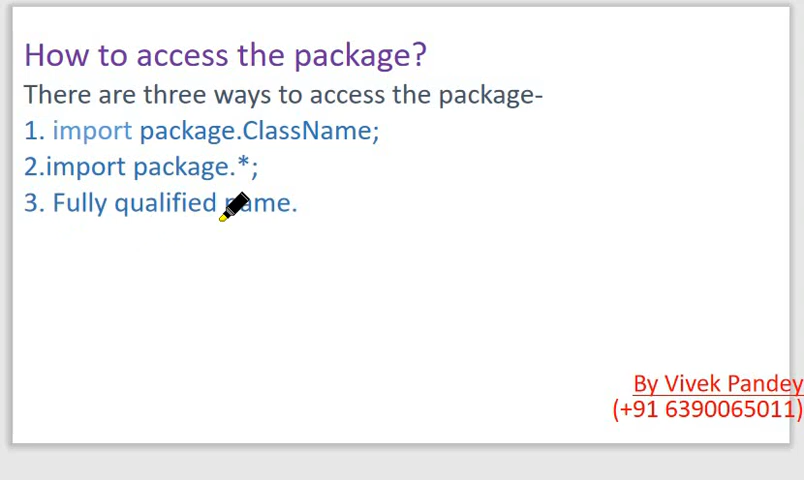 How to access the package?
There are three ways to access the package-
1. import package.ClassName;
2.import package.*;
3. Fully qualified name.
By Vivek Pandey
(+91 6390065011)